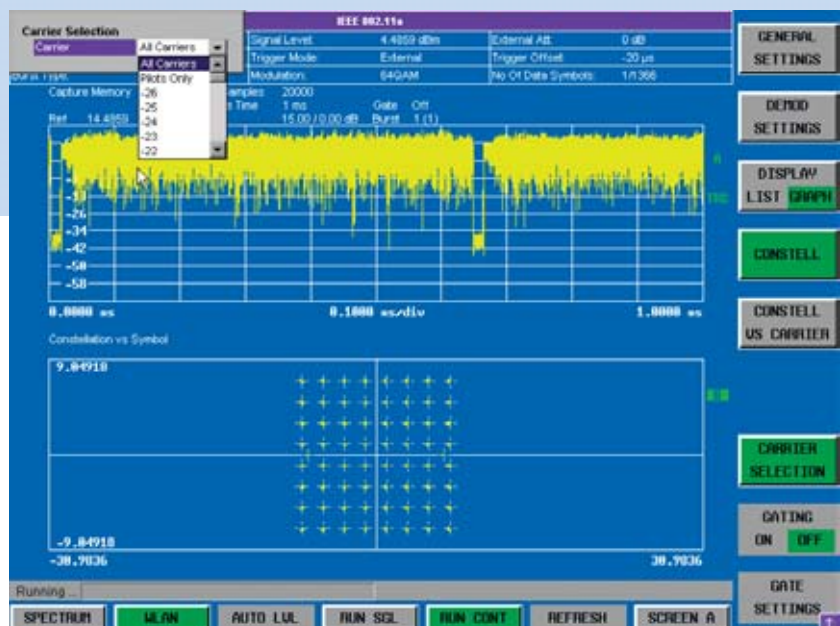 IEEE 802.11a
Carrier Selection
Carrier
All Carriers
All Carriers
Pilots Only
-26
-25
-24
-23
-22
Signal Level: 4.4859 dBm External Att: 0 dB
Trigger Mode: External Trigger Offset: -20 µs
Burst Type: Modulation: 64QAM No Of Data Symbols: 1/1366
Capture Memory 20000
Time 1 ms Gate Off
Ref 14.4859 15.00 / 0.00 dB Burst 1 (1)
-26
-34
-42
-50
-58
0.0000 ms 0.1000 ms/div 1.0000 ms
Constellation vs Symbol
9.04918
-9.04918
-30.9036 30.9036
Running ...
SPECTRUM WLAN AUTO LVL RUN SGL RUN CONT REFRESH SCREEN A
GENERAL
SETTINGS
DEMOD
SETTINGS
DISPLAY
LIST GRAPH
CONSTELL
CONSTELL
VS CARRIER
CARRIER
SELECTION
GATING
ON OFF
GATE
SETTINGS